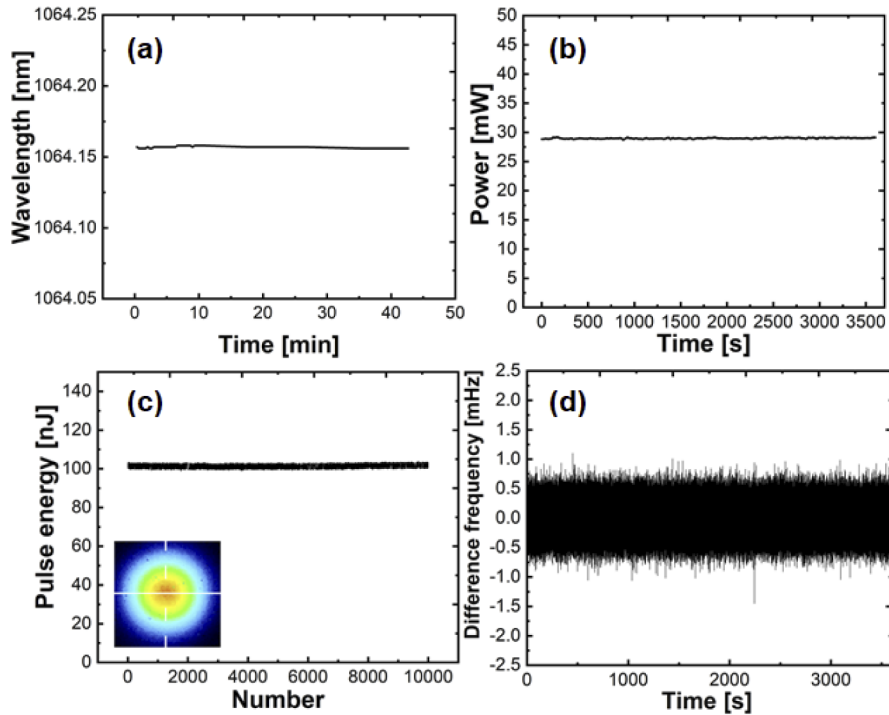 (a)
Wavelength [nm]
1064.25
1064.20
1064.15
1064.10
1064.05
0 10 20 30 40 50
Time [min]
(b)
Power [mW]
50
45
40
35
30
25
20
15
10
5
0
0 500 1000 1500 2000 2500 3000 3500
Time [s]
(c)
Pulse energy [nJ]
140
120
100
80
60
40
20
0
0 2000 4000 6000 8000 10000
Number
(d)
Difference frequency [mHz]
2.5
2.0
1.5
1.0
0.5
0.0
-0.5
-1.0
-1.5
-2.0
-2.5
0 1000 2000 3000
Time [s]